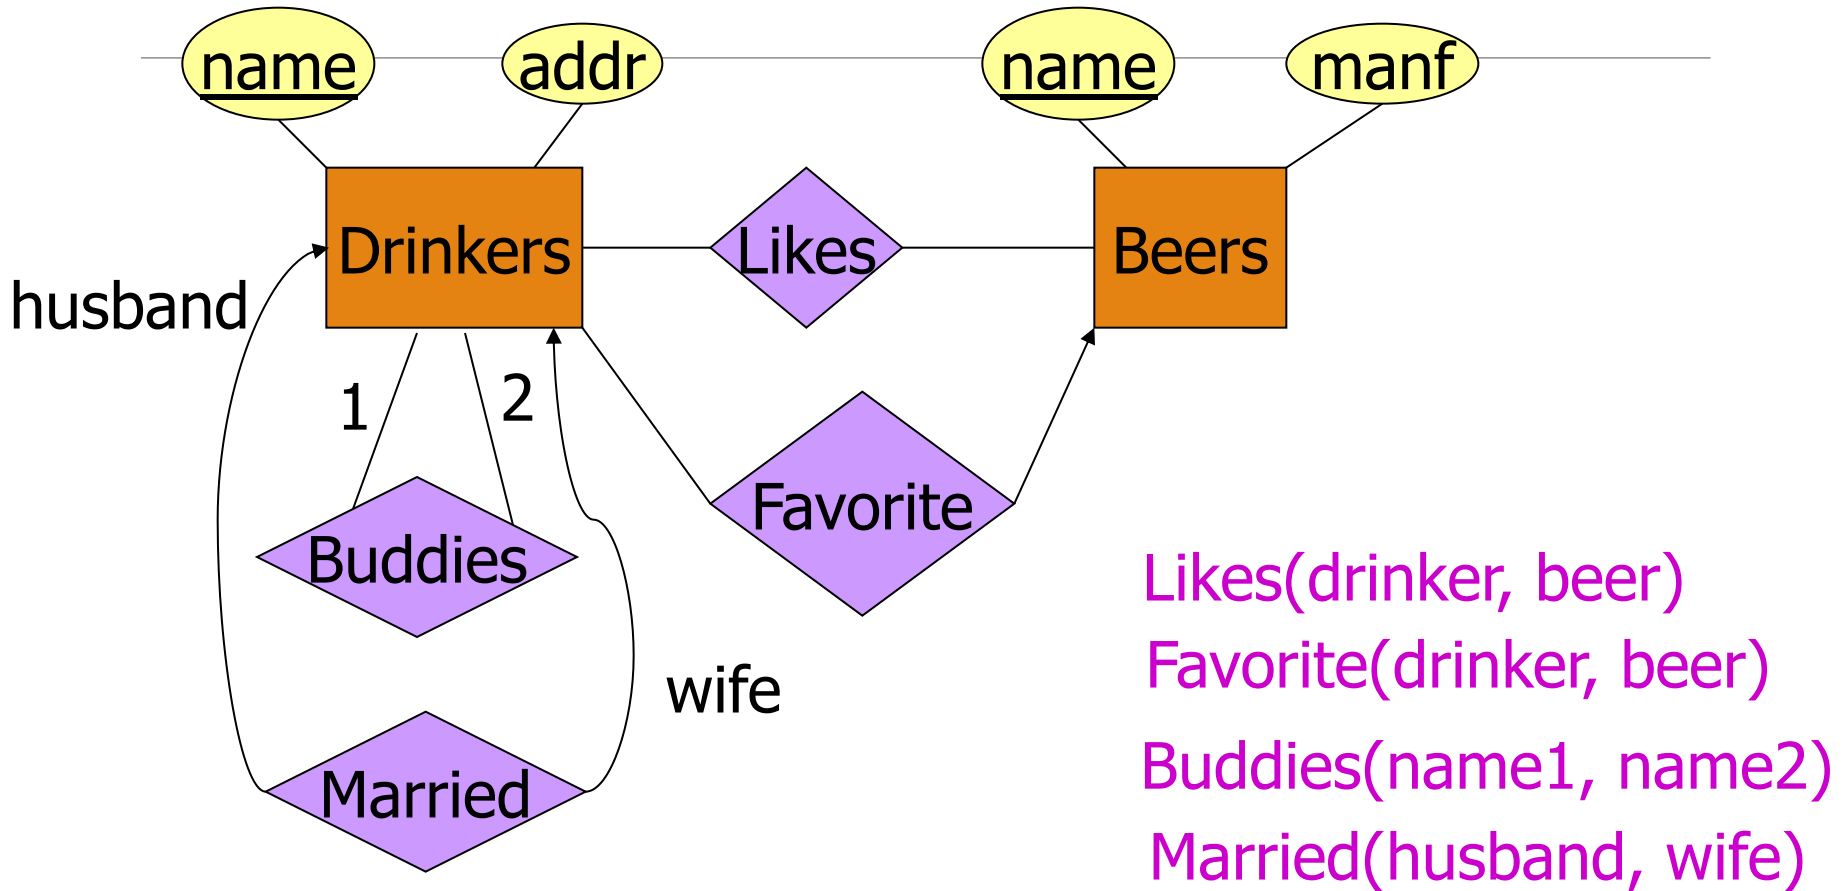 name addr name manf
Drinkers Likes Beers
husband
1 2
Favorite
Buddies
wife
Married
Likes(drinker, beer)
Favorite(drinker, beer)
Buddies(name1, name2)
Married(husband, wife)